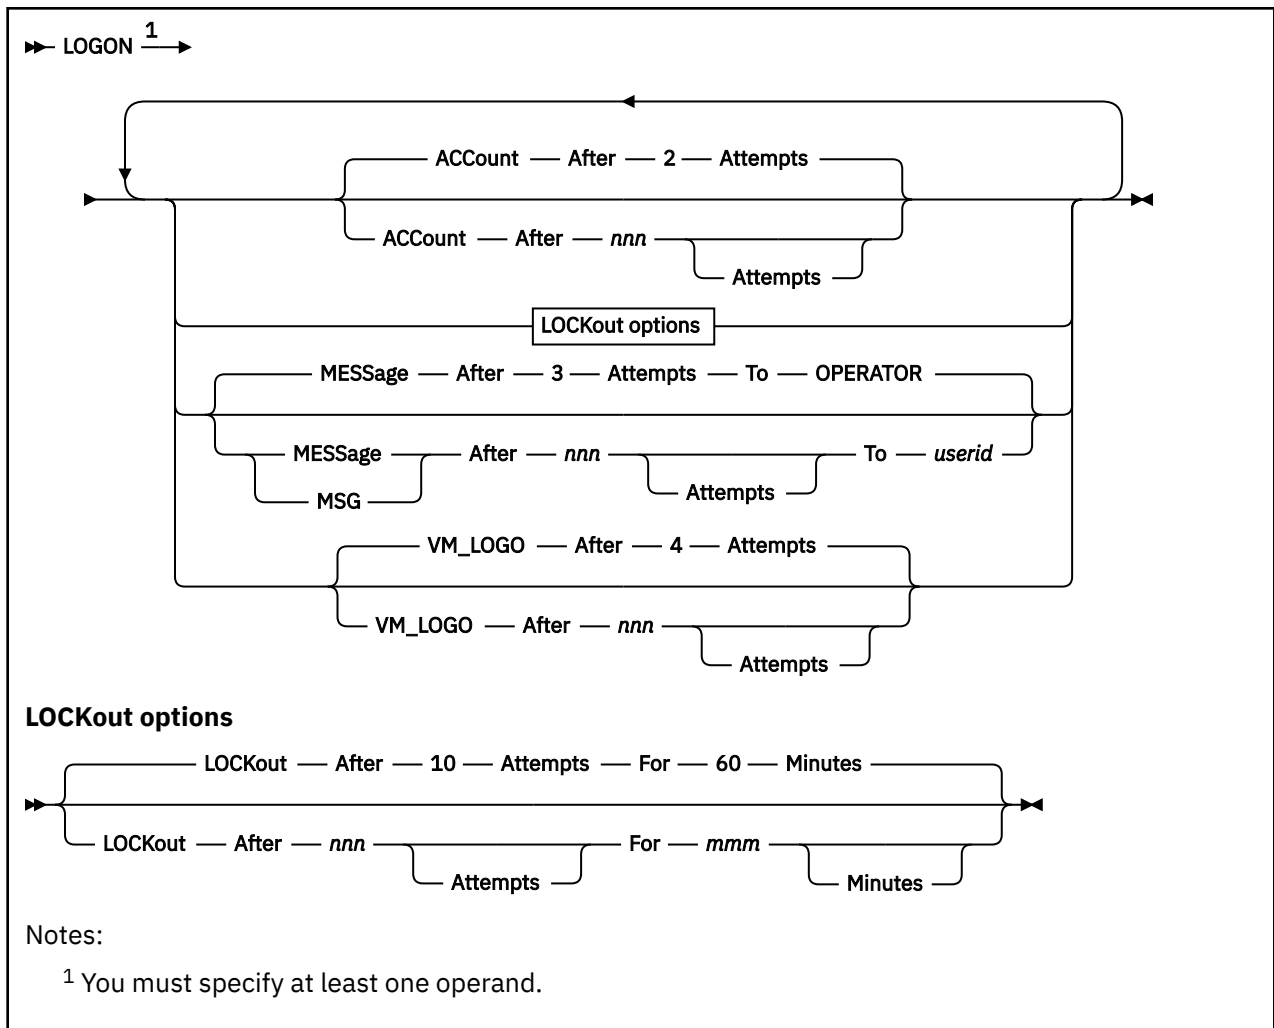 LOGON 1
ACCount After 2 Attempts
ACCount After nnn
Attempts
LOCKout options
MESSage After 3 Attempts To OPERATOR
MESSage After nnn To userid
Attempts
MSG
VM_LOGO After 4 Attempts
VM_LOGO After nnn
Attempts
LOCKout options
LOCKout After 10 Attempts For 60 Minutes
LOCKout After nnn For mmm
Attempts Minutes
Notes:
1 You must specify at least one operand.